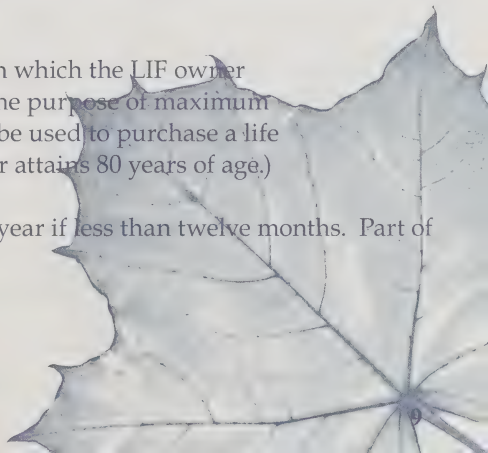 which the LIF owner
purpose of maximum
be used to purchase a life
attains 80 years of age.)
year if less than twelve months. Part of
9